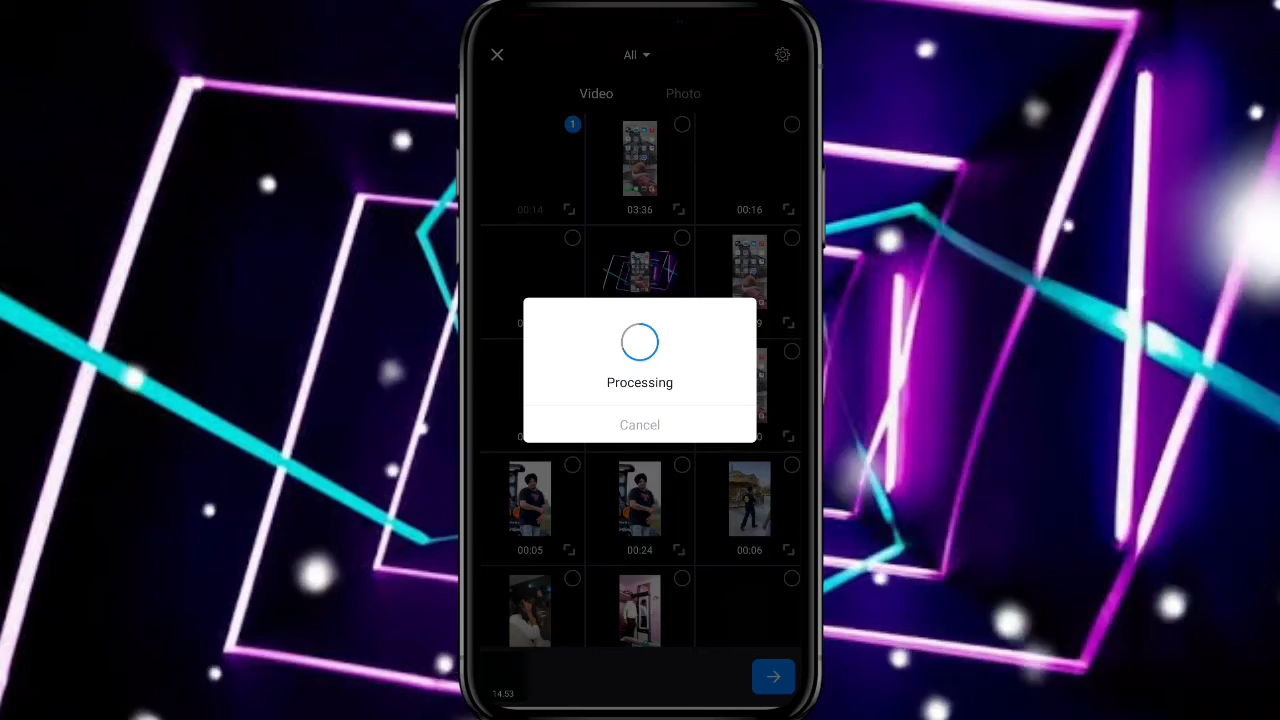 All
Video Photo
1
00:14 03:36 00:16
Processing
Cancel
00:05 00:24 00:06
14.53